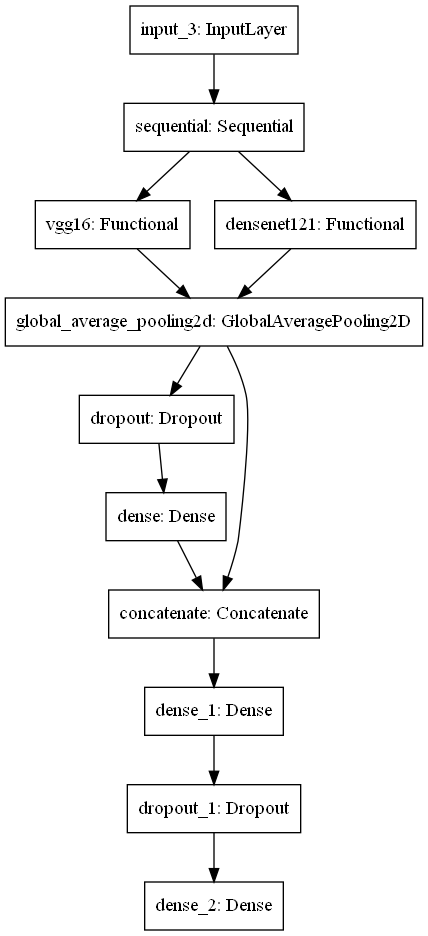 input_3: InputLayer
sequential: Sequential
vgg16: Functional
densenet121: Functional
global_average_pooling2d: GlobalAveragePooling2D
dropout: Dropout
dense: Dense
concatenate: Concatenate
dense_1: Dense
dropout_1: Dropout
dense_2: Dense